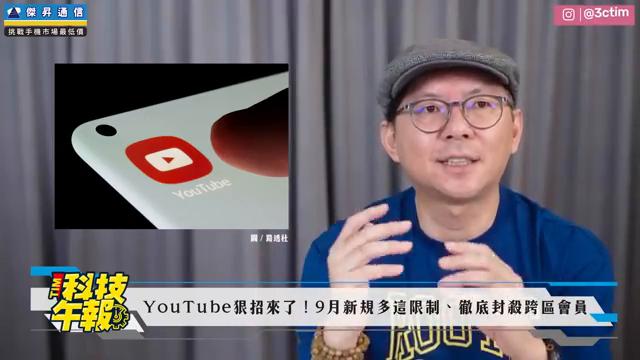 傑昇通信
挑戰手機市場最低價
@3ctim
YouTube
圖 / 路透社
TIM
科技
午報
YouTube狠招來了！9月新規多這限制、徹底封殺跨區會員